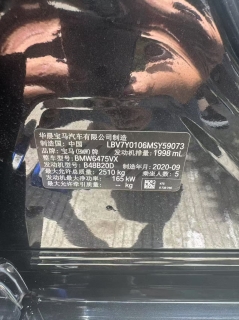 华晨宝马汽车有限公司制造
制造国：中国 LBV7Y0106MSY59073
品牌：宝马(BMW)牌 发动机排量：1998 mL
整车型号：BMW6475VX
发动机型号：B48B20D 制造年月：2020-09
最大允许总质量：2510 kg 乘坐人数：5
发动机最大净功率：165 kW
最大允许牵引质量：- kg